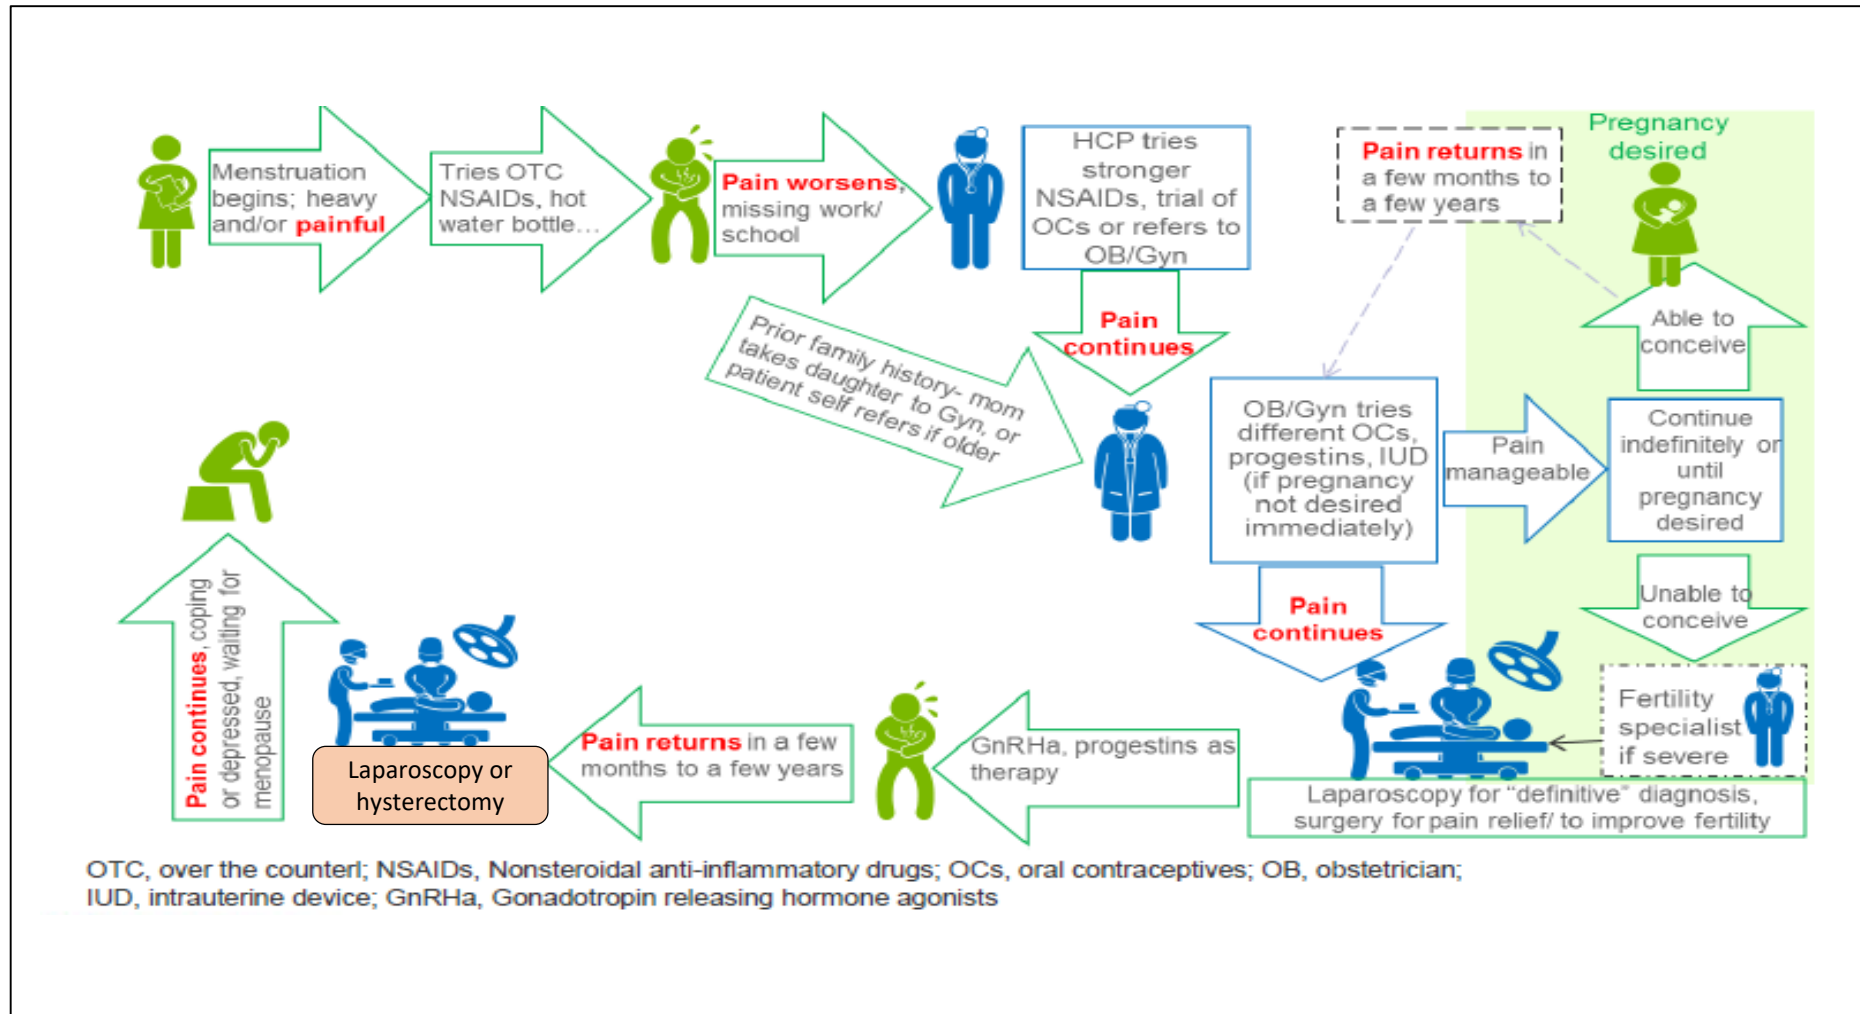 Menstruation
begins; heavy
and/or painful
Tries OTC
NSAIDs, hot
water bottle...
Pain worsens,
missing work/
school
HCP tries
stronger
NSAIDs, trial of
OCs or refers to
OB/Gyn
Pain
continues
Prior family history- mom
takes daughter to Gyn, or
patient self refers if older
OB/Gyn tries
different OCs,
progestins, IUD
(if pregnancy
not desired
immediately)
Pain
manageable
Continue
indefinitely or
until
pregnancy
desired
Able to
conceive
Pregnancy
desired
Pain returns in
a few months to
a few years
Unable to
conceive
Fertility
specialist
if severe
Pain
continues
Laparoscopy for “definitive” diagnosis,
surgery for pain relief/ to improve fertility
GnRHa, progestins as
therapy
Pain returns in a few
months to a few years
Laparoscopy or
hysterectomy
Pain continues, coping
or depressed, waiting for
menopause
OTC, over the counterl; NSAIDs, Nonsteroidal anti-inflammatory drugs; OCs, oral contraceptives; OB, obstetrician;
IUD, intrauterine device; GnRHa, Gonadotropin releasing hormone agonists